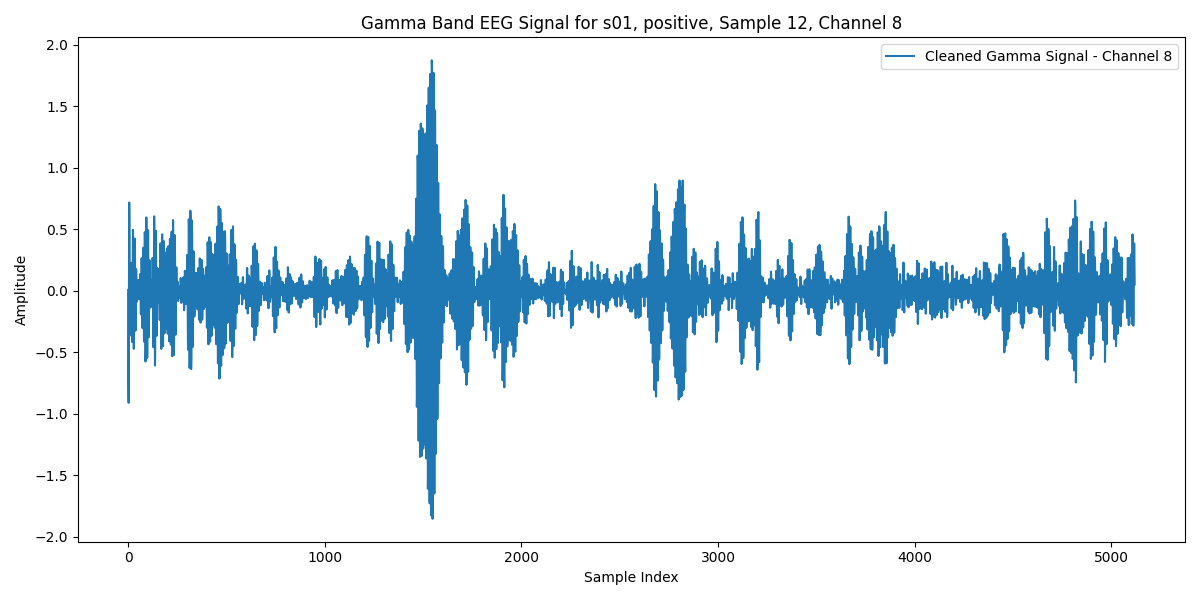 Gamma Band EEG Signal for s01, positive, Sample 12, Channel 8
Cleaned Gamma Signal - Channel 8
Amplitude
2.0
1.5
1.0
0.5
0.0
−0.5
−1.0
−1.5
−2.0
0 1000 2000 3000 4000 5000
Sample Index